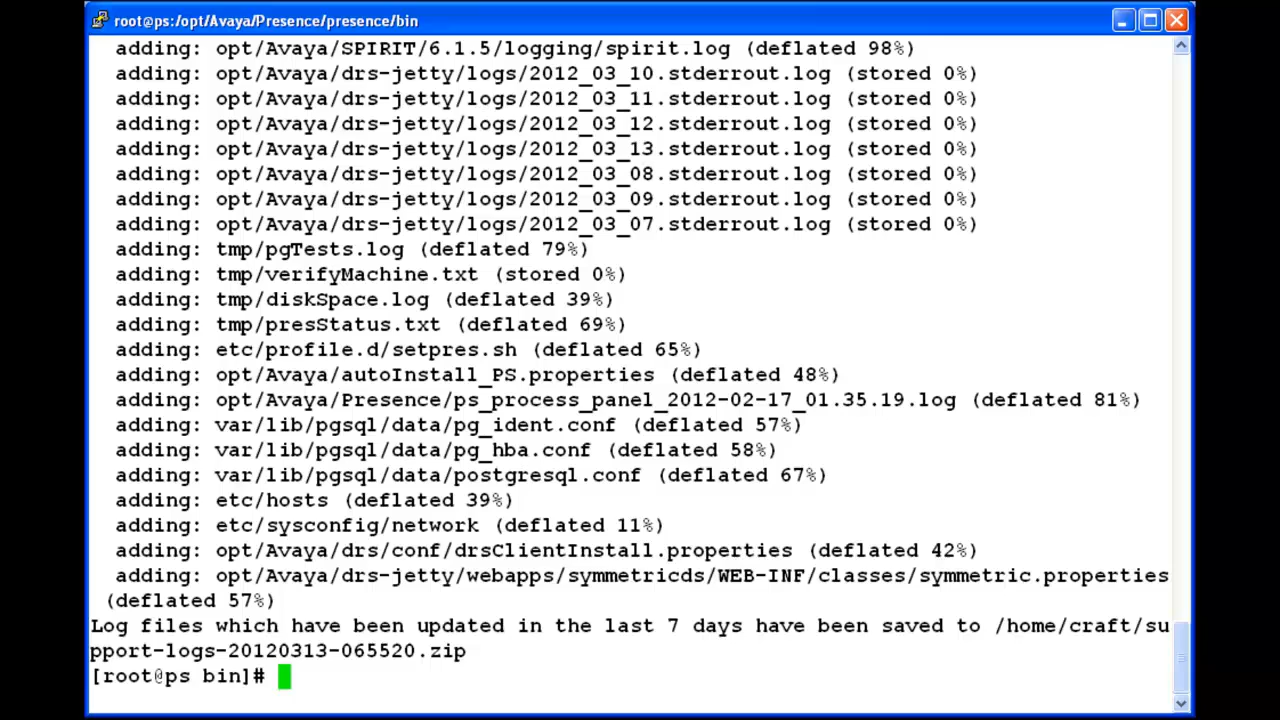 root@ps:/opt/Avaya/Presence/presence/bin
adding: opt/Avaya/SPIRIT/6.1.5/logging/spirit.log (deflated 98%)
adding: opt/Avaya/drs-jetty/logs/2012_03_10.stderrout.log (stored 0%)
adding: opt/Avaya/drs-jetty/logs/2012_03_11.stderrout.log (stored 0%)
adding: opt/Avaya/drs-jetty/logs/2012_03_12.stderrout.log (stored 0%)
adding: opt/Avaya/drs-jetty/logs/2012_03_13.stderrout.log (stored 0%)
adding: opt/Avaya/drs-jetty/logs/2012_03_08.stderrout.log (stored 0%)
adding: opt/Avaya/drs-jetty/logs/2012_03_09.stderrout.log (stored 0%)
adding: opt/Avaya/drs-jetty/logs/2012_03_07.stderrout.log (stored 0%)
adding: tmp/pgTests.log (deflated 79%)
adding: tmp/verifyMachine.txt (stored 0%)
adding: tmp/diskSpace.log (deflated 39%)
adding: tmp/presStatus.txt (deflated 69%)
adding: etc/profile.d/setpres.sh (deflated 65%)
adding: opt/Avaya/autoInstall_PS.properties (deflated 48%)
adding: opt/Avaya/Presence/ps_process_panel_2012-02-17_01.35.19.log (deflated 81%)
adding: var/lib/pgsql/data/pg_ident.conf (deflated 57%)
adding: var/lib/pgsql/data/pg_hba.conf (deflated 58%)
adding: var/lib/pgsql/data/postgresql.conf (deflated 67%)
adding: etc/hosts (deflated 39%)
adding: etc/sysconfig/network (deflated 11%)
adding: opt/Avaya/drs/conf/drsClientInstall.properties (deflated 42%)
adding: opt/Avaya/drs-jetty/webapps/symmetricds/WEB-INF/classes/symmetric.properties
(deflated 57%)
Log files which have been updated in the last 7 days have been saved to /home/craft/su
pport-logs-20120313-065520.zip
[root@ps bin]#